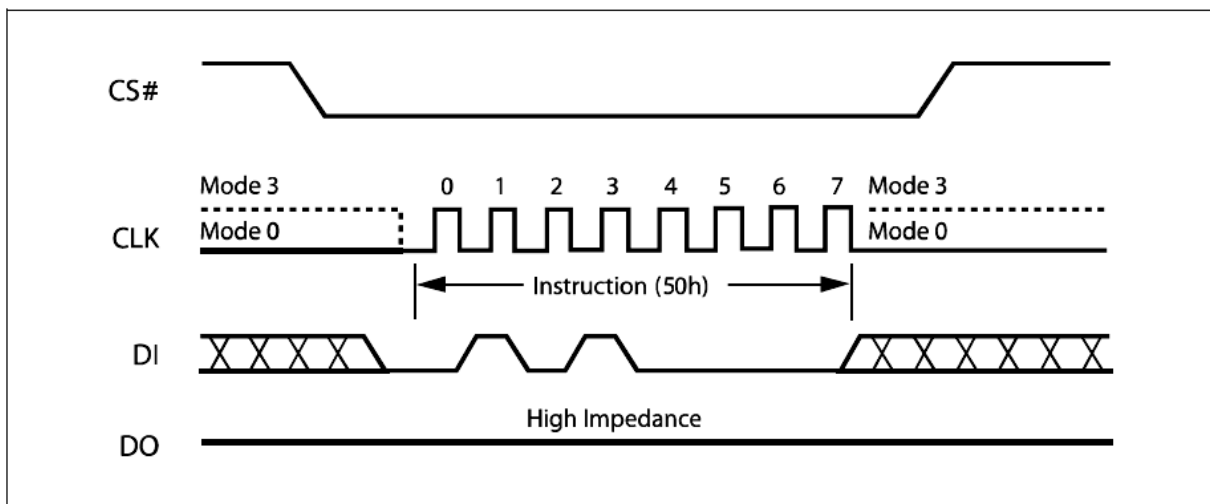 CS#
Mode 3 0 1 2 3 4 5 6 7 Mode 3
CLK Mode 0 Mode 0
Instruction (50h)
DI
High Impedance
DO